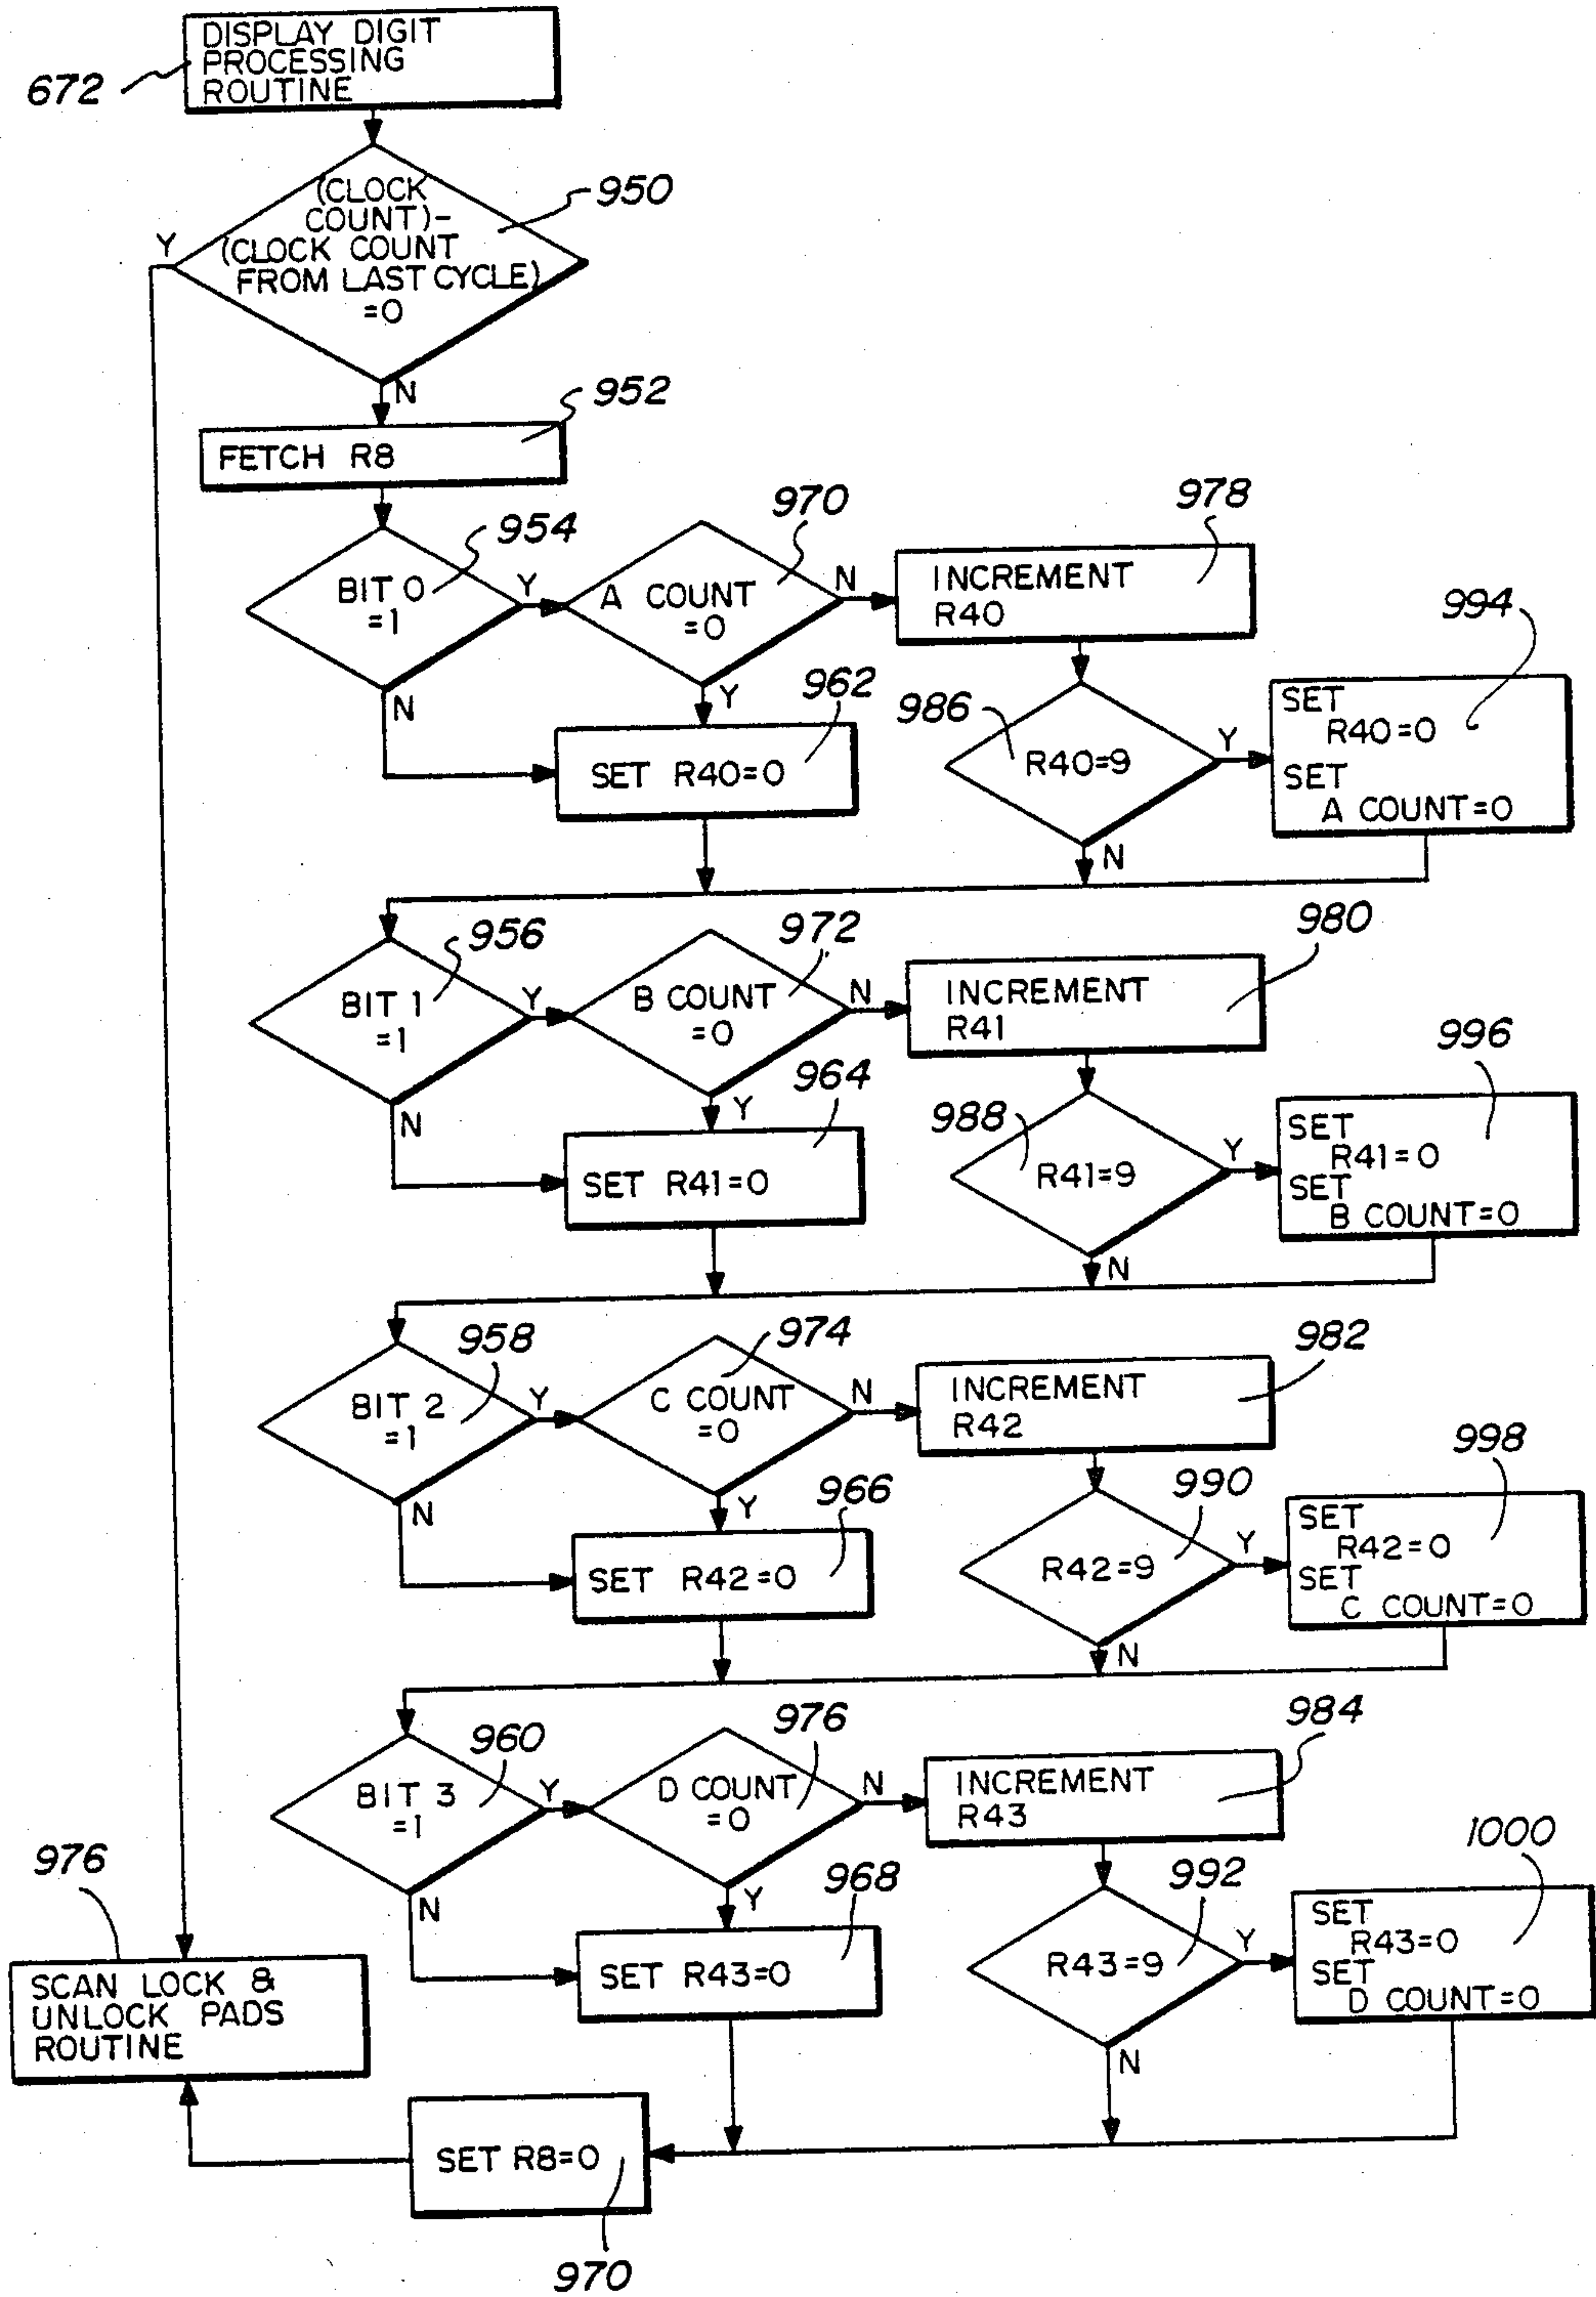 DISPLAY DIGIT
PROCESSING
ROUTINE
672
(CLOCK
COUNT)-
(CLOCK COUNT
FROM LAST CYCLE)
=0
950
Y
N
952
FETCH R8
954
BIT 0
=1
Y
N
970
A COUNT
=0
N
Y
978
INCREMENT
R40
962
SET R40=0
986
R40=9
Y
N
994
SET
R40=0
SET
A COUNT=0
956
BIT 1
=1
Y
N
972
B COUNT
=0
N
Y
980
INCREMENT
R41
964
SET R41=0
988
R41=9
Y
N
996
SET
R41=0
SET
B COUNT=0
958
BIT 2
=1
Y
N
974
C COUNT
=0
N
Y
982
INCREMENT
R42
966
SET R42=0
990
R42=9
Y
N
998
SET
R42=0
SET
C COUNT=0
960
BIT 3
=1
Y
N
976
D COUNT
=0
N
Y
984
INCREMENT
R43
968
SET R43=0
992
R43=9
Y
N
1000
SET
R43=0
SET
D COUNT=0
976
SCAN LOCK &
UNLOCK PADS
ROUTINE
SET R8=0
970